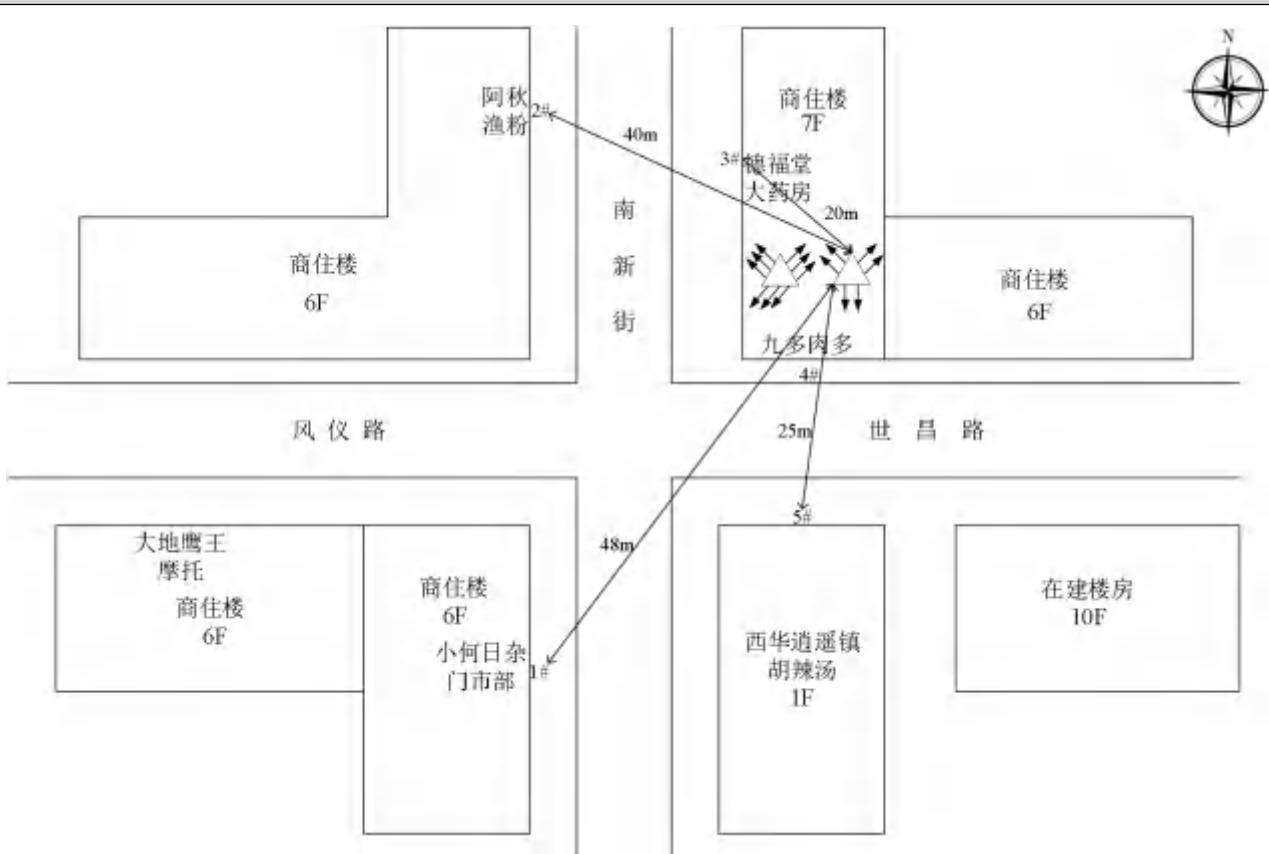 N
阿秋
渔粉
2#
40m
商住楼
7F
3#
德福堂
大药房
20m
南
新
街
商住楼
6F
商住楼
6F
九多肉多
4#
风仪路
25m
世昌路
5#
48m
大地鹰王
摩托
商住楼
6F
商住楼
6F
小何日杂
门市部
1#
西华逍遥镇
胡辣汤
1F
在建楼房
10F